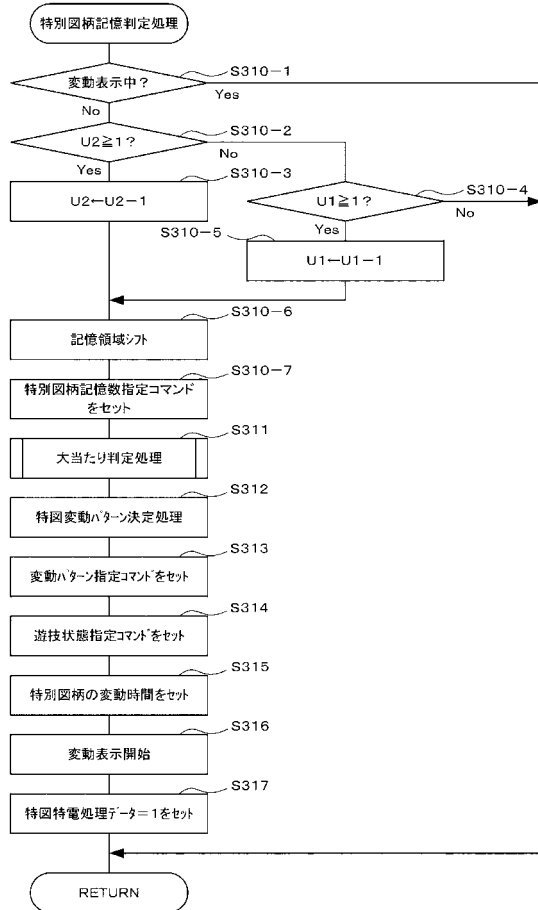 特別図柄記憶判定処理
S310-1
変動表示中?
Yes
No
S310-2
U2≧1?
No
Yes
S310-3
U2←U2-1
S310-4
U1≧1?
No
Yes
S310-5
U1←U1-1
S310-6
記憶領域シフト
S310-7
特別図柄記憶数指定コマンド
をセット
S311
大当たり判定処理
S312
特図変動パターン決定処理
S313
変動パターン指定コマンドをセット
S314
遊技状態指定コマンドをセット
S315
特別図柄の変動時間をセット
S316
変動表示開始
S317
特図特電処理データ=1をセット
RETURN